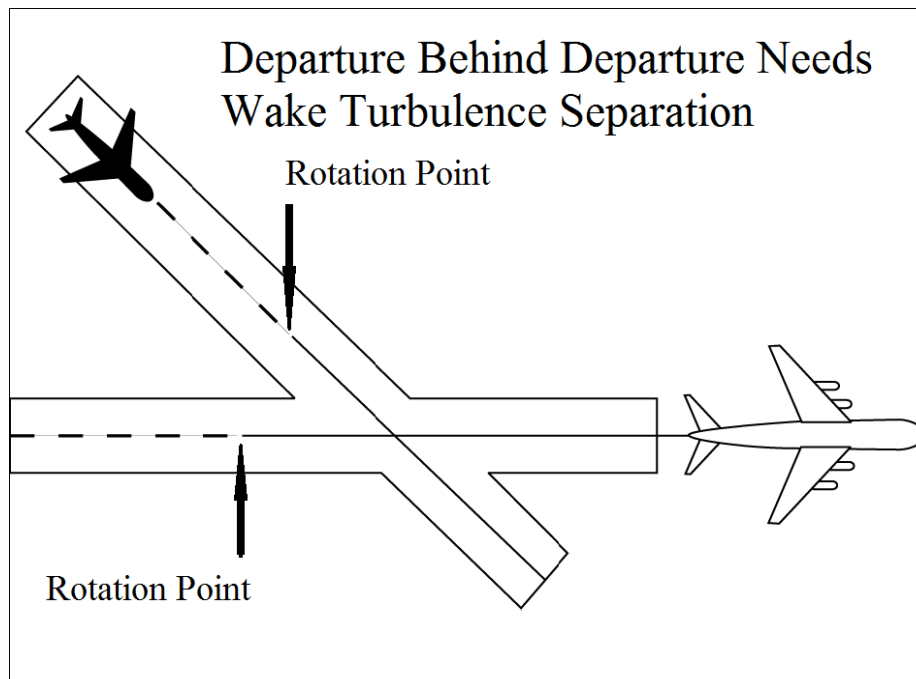 Departure Behind Departure Needs
Wake Turbulence Separation
Rotation Point
Rotation Point